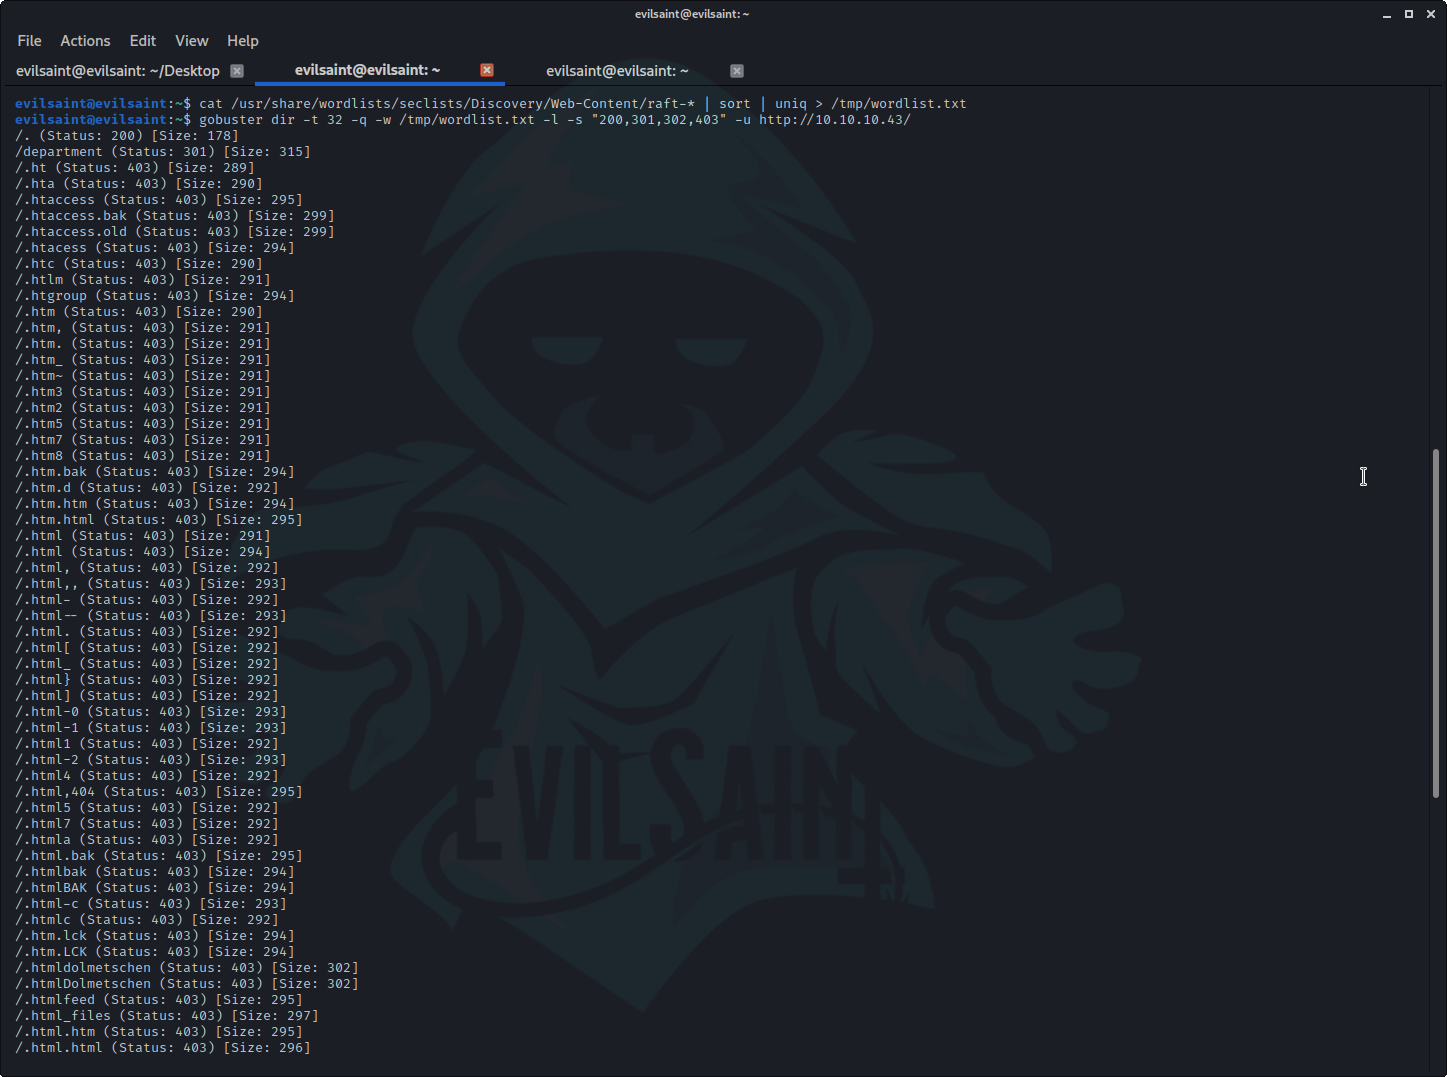 evilsaint@evilsaint: ~
File Actions Edit View Help
evilsaint@evilsaint: ~/Desktop evilsaint@evilsaint: ~ evilsaint@evilsaint: ~
evilsaint@evilsaint:~$ cat /usr/share/wordlists/seclists/Discovery/Web-Content/raft-* | sort | uniq > /tmp/wordlist.txt
evilsaint@evilsaint:~$ gobuster dir -t 32 -q -w /tmp/wordlist.txt -l -s "200,301,302,403" -u http://10.10.10.43/
/. (Status: 200) [Size: 178]
/department (Status: 301) [Size: 315]
/.ht (Status: 403) [Size: 289]
/.hta (Status: 403) [Size: 290]
/.htaccess (Status: 403) [Size: 295]
/.htaccess.bak (Status: 403) [Size: 299]
/.htaccess.old (Status: 403) [Size: 299]
/.htacess (Status: 403) [Size: 294]
/.htc (Status: 403) [Size: 290]
/.htlm (Status: 403) [Size: 291]
/.htgroup (Status: 403) [Size: 294]
/.htm (Status: 403) [Size: 290]
/.htm, (Status: 403) [Size: 291]
/.htm. (Status: 403) [Size: 291]
/.htm_ (Status: 403) [Size: 291]
/.htm~ (Status: 403) [Size: 291]
/.htm3 (Status: 403) [Size: 291]
/.htm2 (Status: 403) [Size: 291]
/.htm5 (Status: 403) [Size: 291]
/.htm7 (Status: 403) [Size: 291]
/.htm8 (Status: 403) [Size: 291]
/.htm.bak (Status: 403) [Size: 294]
/.htm.d (Status: 403) [Size: 292]
/.htm.htm (Status: 403) [Size: 294]
/.htm.html (Status: 403) [Size: 295]
/.html (Status: 403) [Size: 291]
/.html (Status: 403) [Size: 294]
/.html, (Status: 403) [Size: 292]
/.html,, (Status: 403) [Size: 293]
/.html- (Status: 403) [Size: 292]
/.html-- (Status: 403) [Size: 293]
/.html. (Status: 403) [Size: 292]
/.html[ (Status: 403) [Size: 292]
/.html_ (Status: 403) [Size: 292]
/.html} (Status: 403) [Size: 292]
/.html] (Status: 403) [Size: 292]
/.html-0 (Status: 403) [Size: 293]
/.html-1 (Status: 403) [Size: 293]
/.html1 (Status: 403) [Size: 292]
/.html-2 (Status: 403) [Size: 293]
/.html4 (Status: 403) [Size: 292]
/.html,404 (Status: 403) [Size: 295]
/.html5 (Status: 403) [Size: 292]
/.html7 (Status: 403) [Size: 292]
/.htmla (Status: 403) [Size: 292]
/.html.bak (Status: 403) [Size: 295]
/.htmlbak (Status: 403) [Size: 294]
/.htmlBAK (Status: 403) [Size: 294]
/.html-c (Status: 403) [Size: 293]
/.htmlc (Status: 403) [Size: 292]
/.htm.lck (Status: 403) [Size: 294]
/.htm.LCK (Status: 403) [Size: 294]
/.htmldolmetschen (Status: 403) [Size: 302]
/.htmlDolmetschen (Status: 403) [Size: 302]
/.htmlfeed (Status: 403) [Size: 295]
/.html_files (Status: 403) [Size: 297]
/.html.htm (Status: 403) [Size: 295]
/.html.html (Status: 403) [Size: 296]
EVILSAINT